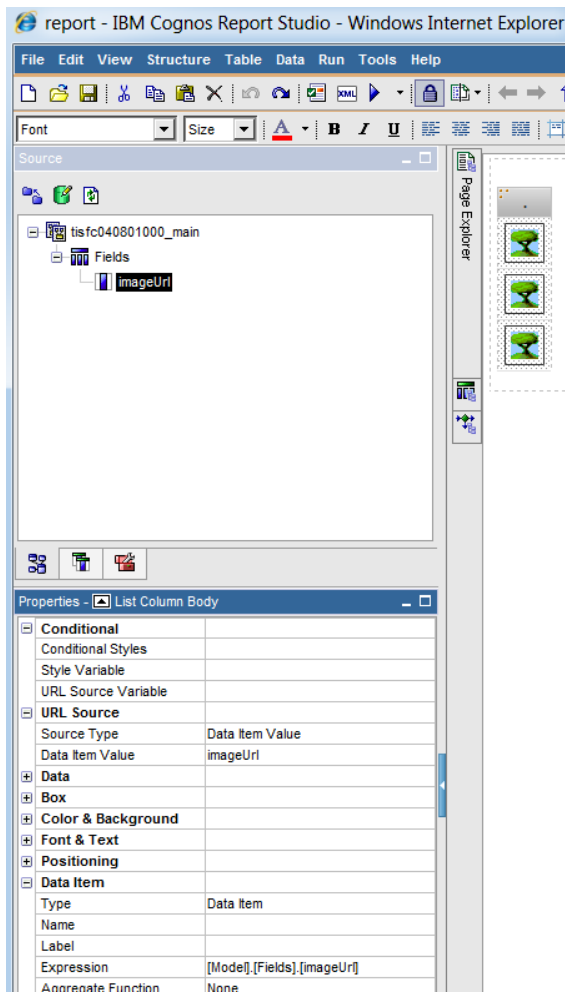 report - IBM Cognos Report Studio - Windows Internet Explorer
File Edit View Structure Table Data Run Tools Help
XML
Font Size A B I U
Source
Page Explorer
tisfc040801000_main
Fields
imageUrl
Properties - List Column Body
Conditional
Conditional Styles
Style Variable
URL Source Variable
URL Source
Source Type Data Item Value
Data Item Value imageUrl
Data
Box
Color & Background
Font & Text
Positioning
Data Item
Type Data Item
Name
Label
Expression [Model].[Fields].[imageUrl]
Aggregate Function None